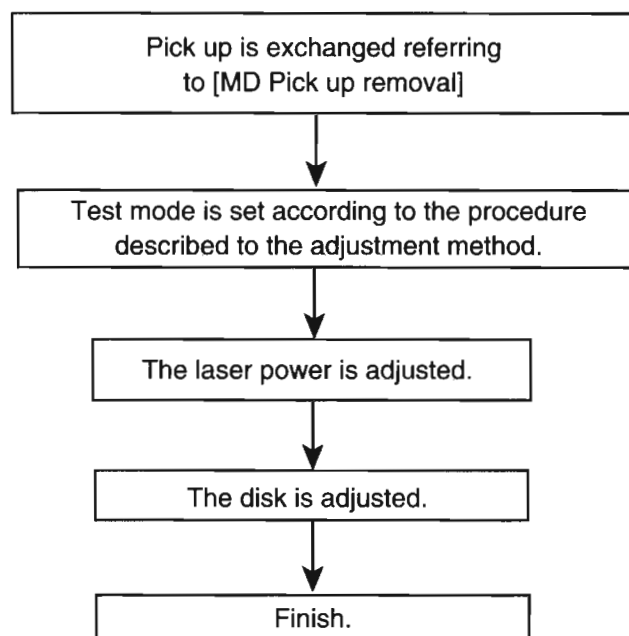 Pick up is exchanged referring
to [MD Pick up removal]
Test mode is set according to the procedure
described to the adjustment method.
The laser power is adjusted.
The disk is adjusted.
Finish.